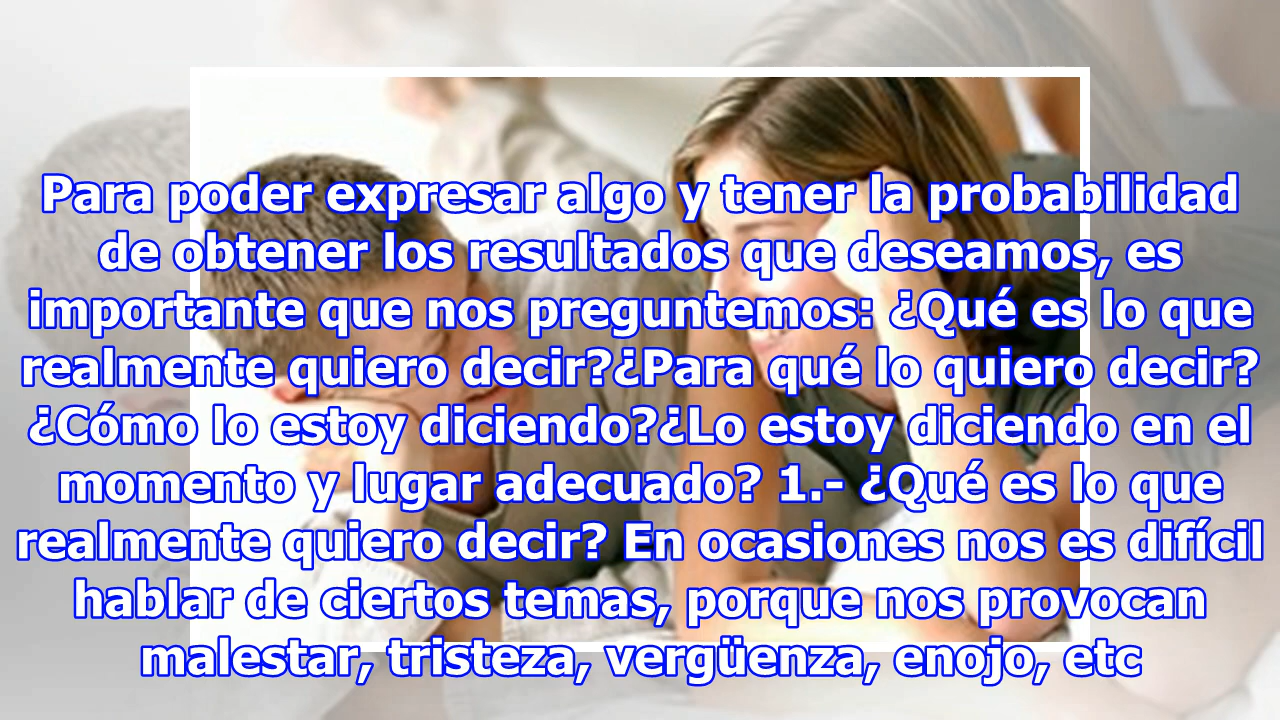 Para poder expresar algo y tener la probabilidad
de obtener los resultados que deseamos, es
importante que nos preguntemos: ¿Qué es lo que
realmente quiero decir?¿Para qué lo quiero decir?
¿Cómo lo estoy diciendo?¿Lo estoy diciendo en el
momento y lugar adecuado? 1.- ¿Qué es lo que
realmente quiero decir? En ocasiones nos es difícil
hablar de ciertos temas, porque nos provocan
malestar, tristeza, vergüenza, enojo, etc